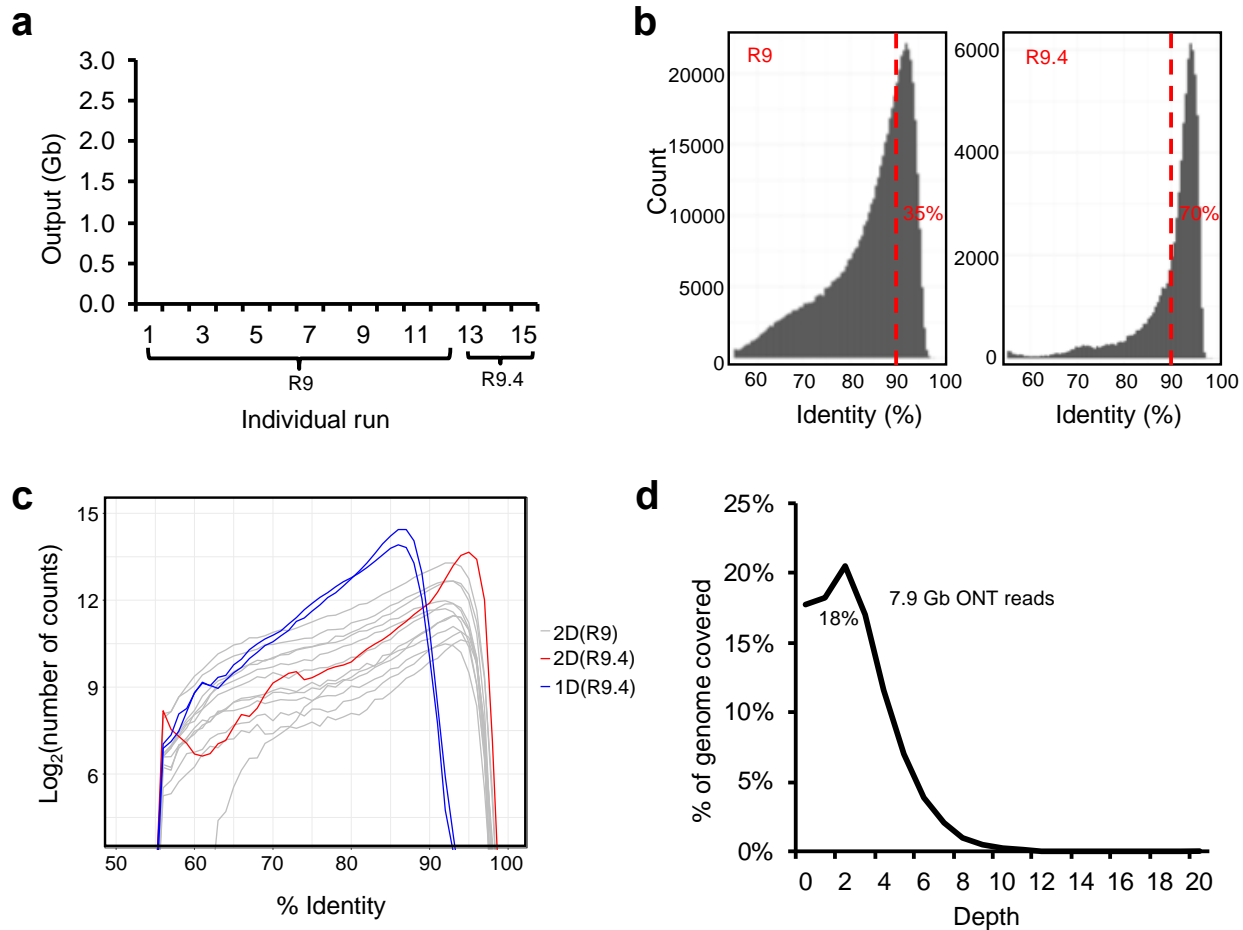 a
3.0
2.5
2.0
1.5
1.0
0.5
0.0
Output (Gb)
1 3 5 7 9 11 13 15
R9 R9.4
Individual run
b
R9
20000
15000
10000
5000
0
Count
35%
60 70 80 90 100
Identity (%)
R9.4
6000
4000
2000
0
70%
60 70 80 90 100
Identity (%)
c
15
12
9
6
Log2(number of counts)
50 60 70 80 90 100
% Identity
2D(R9)
2D(R9.4)
1D(R9.4)
d
25%
20%
15%
10%
5%
0%
% of genome covered
18%
7.9 Gb ONT reads
0 2 4 6 8 10 12 14 16 18 20
Depth